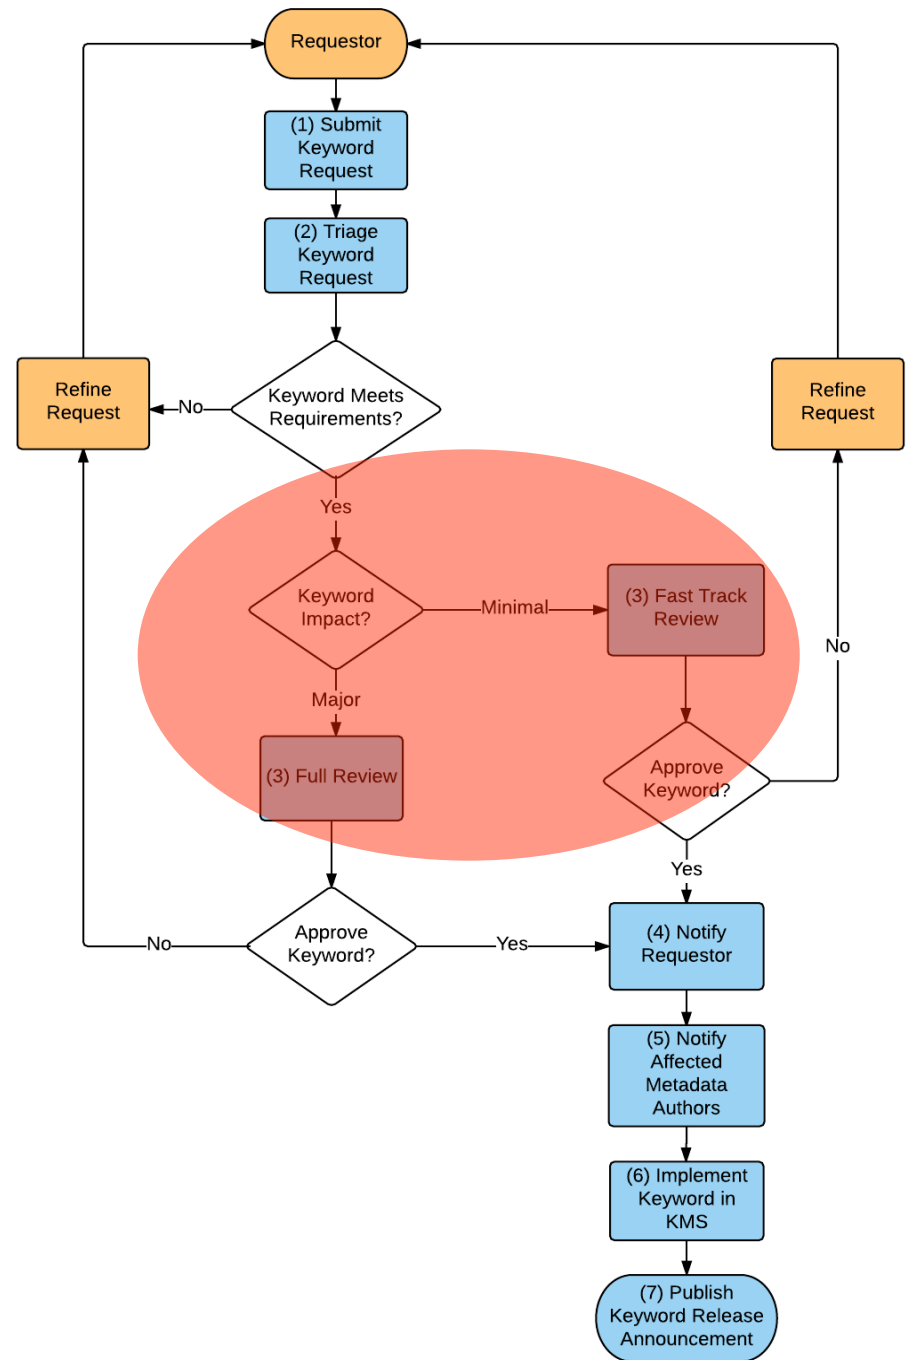 Requestor
(1) Submit
Keyword
Request
(2) Triage
Keyword
Request
Keyword Meets
Requirements?
No
Refine
Request
Refine
Request
Yes
Keyword
Impact?
Minimal
(3) Fast Track
Review
No
Major
(3) Full Review
Approve
Keyword?
Yes
Approve
Keyword?
No
Yes
(4) Notify
Requestor
(5) Notify
Affected
Metadata
Authors
(6) Implement
Keyword in
KMS
(7) Publish
Keyword Release
Announcement